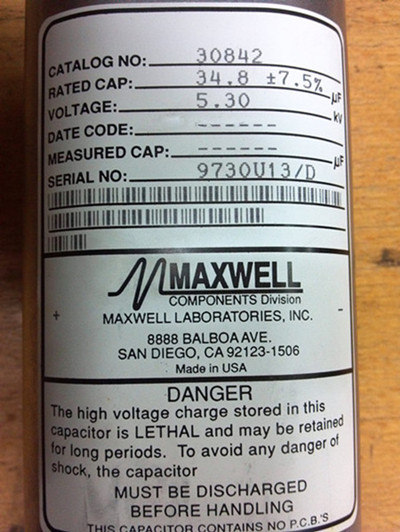 CATALOG NO: 30842
RATED CAP: 34.8 ±7.5% µF
VOLTAGE: 5.30 kV
DATE CODE: ------
MEASURED CAP: ------ µF
SERIAL NO: 9730U13/D
MAXWELL
COMPONENTS Division
+ MAXWELL LABORATORIES, INC. -
8888 BALBOA AVE.
SAN DIEGO, CA 92123-1506
Made in USA
DANGER
The high voltage charge stored in this
capacitor is LETHAL and may be retained
for long periods. To avoid any danger of
shock, the capacitor
MUST BE DISCHARGED
BEFORE HANDLING
THIS CAPACITOR CONTAINS NO P.C.B.'S